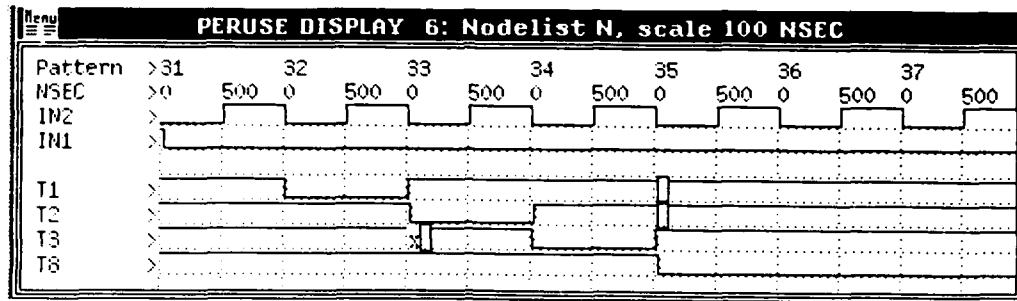 Menu
PERUSE DISPLAY 6: Nodelist N, scale 100 NSEC
Pattern >31 32 33 34 35 36 37
NSEC >0 500 0 500 0 500 0 500 0 500 0 500 0 500
IN2 >
IN1 >
T1 >
T2 >
T3 > X
T8 >